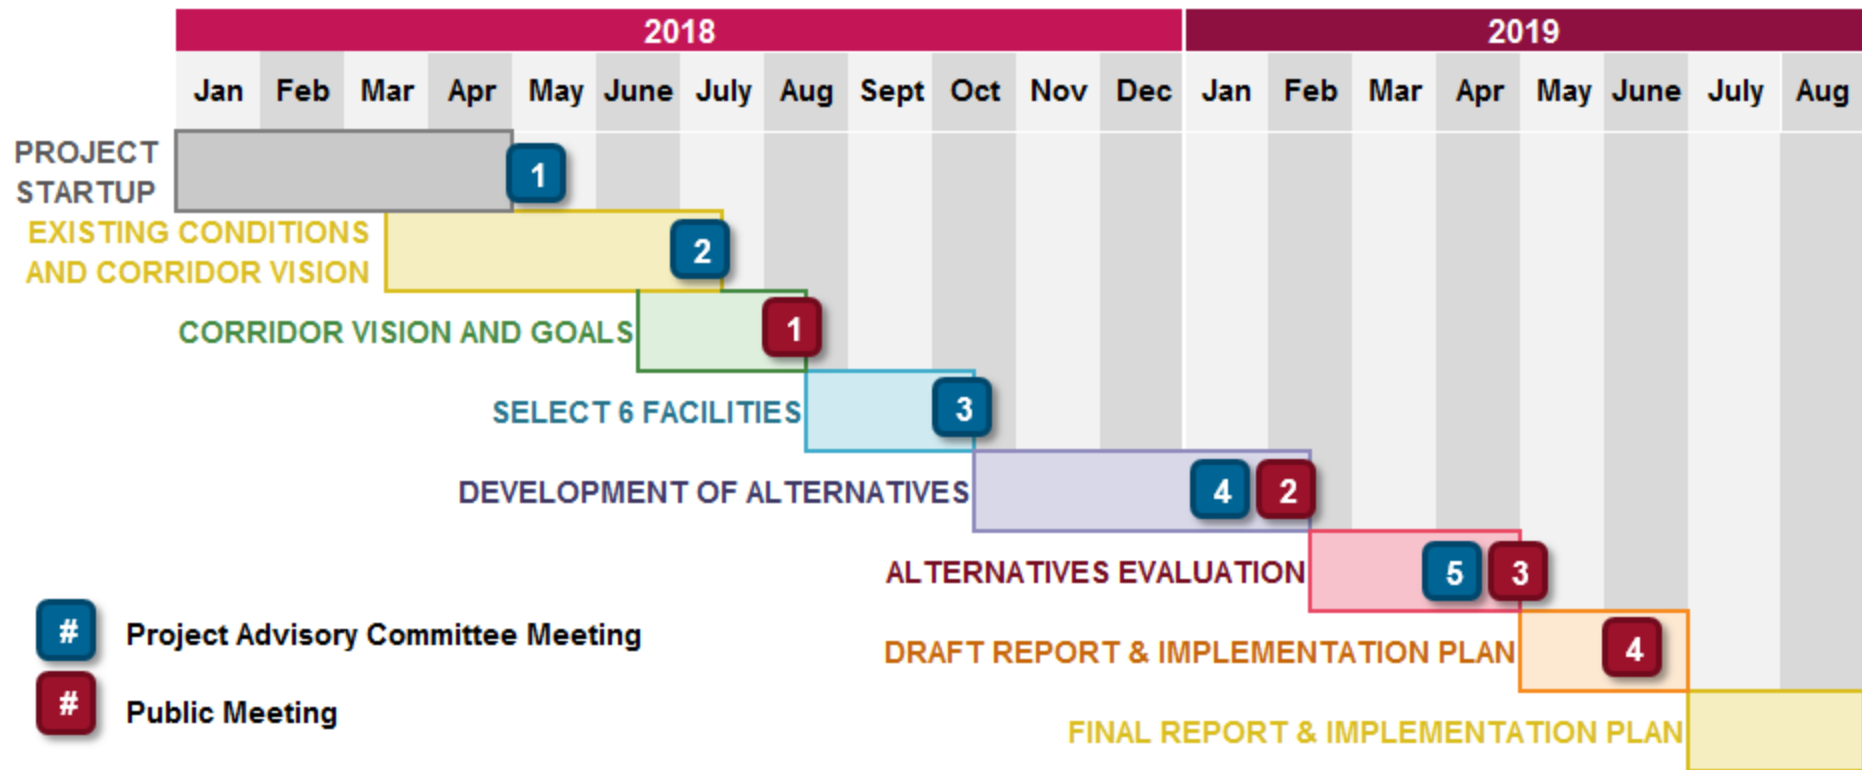 2018 2019
Jan Feb Mar Apr May June July Aug Sept Oct Nov Dec Jan Feb Mar Apr May June July Aug
PROJECT
STARTUP
1
EXISTING CONDITIONS
AND CORRIDOR VISION
2
CORRIDOR VISION AND GOALS
1
SELECT 6 FACILITIES
3
DEVELOPMENT OF ALTERNATIVES
4 2
ALTERNATIVES EVALUATION
5 3
DRAFT REPORT & IMPLEMENTATION PLAN
4
FINAL REPORT & IMPLEMENTATION PLAN
# Project Advisory Committee Meeting
# Public Meeting